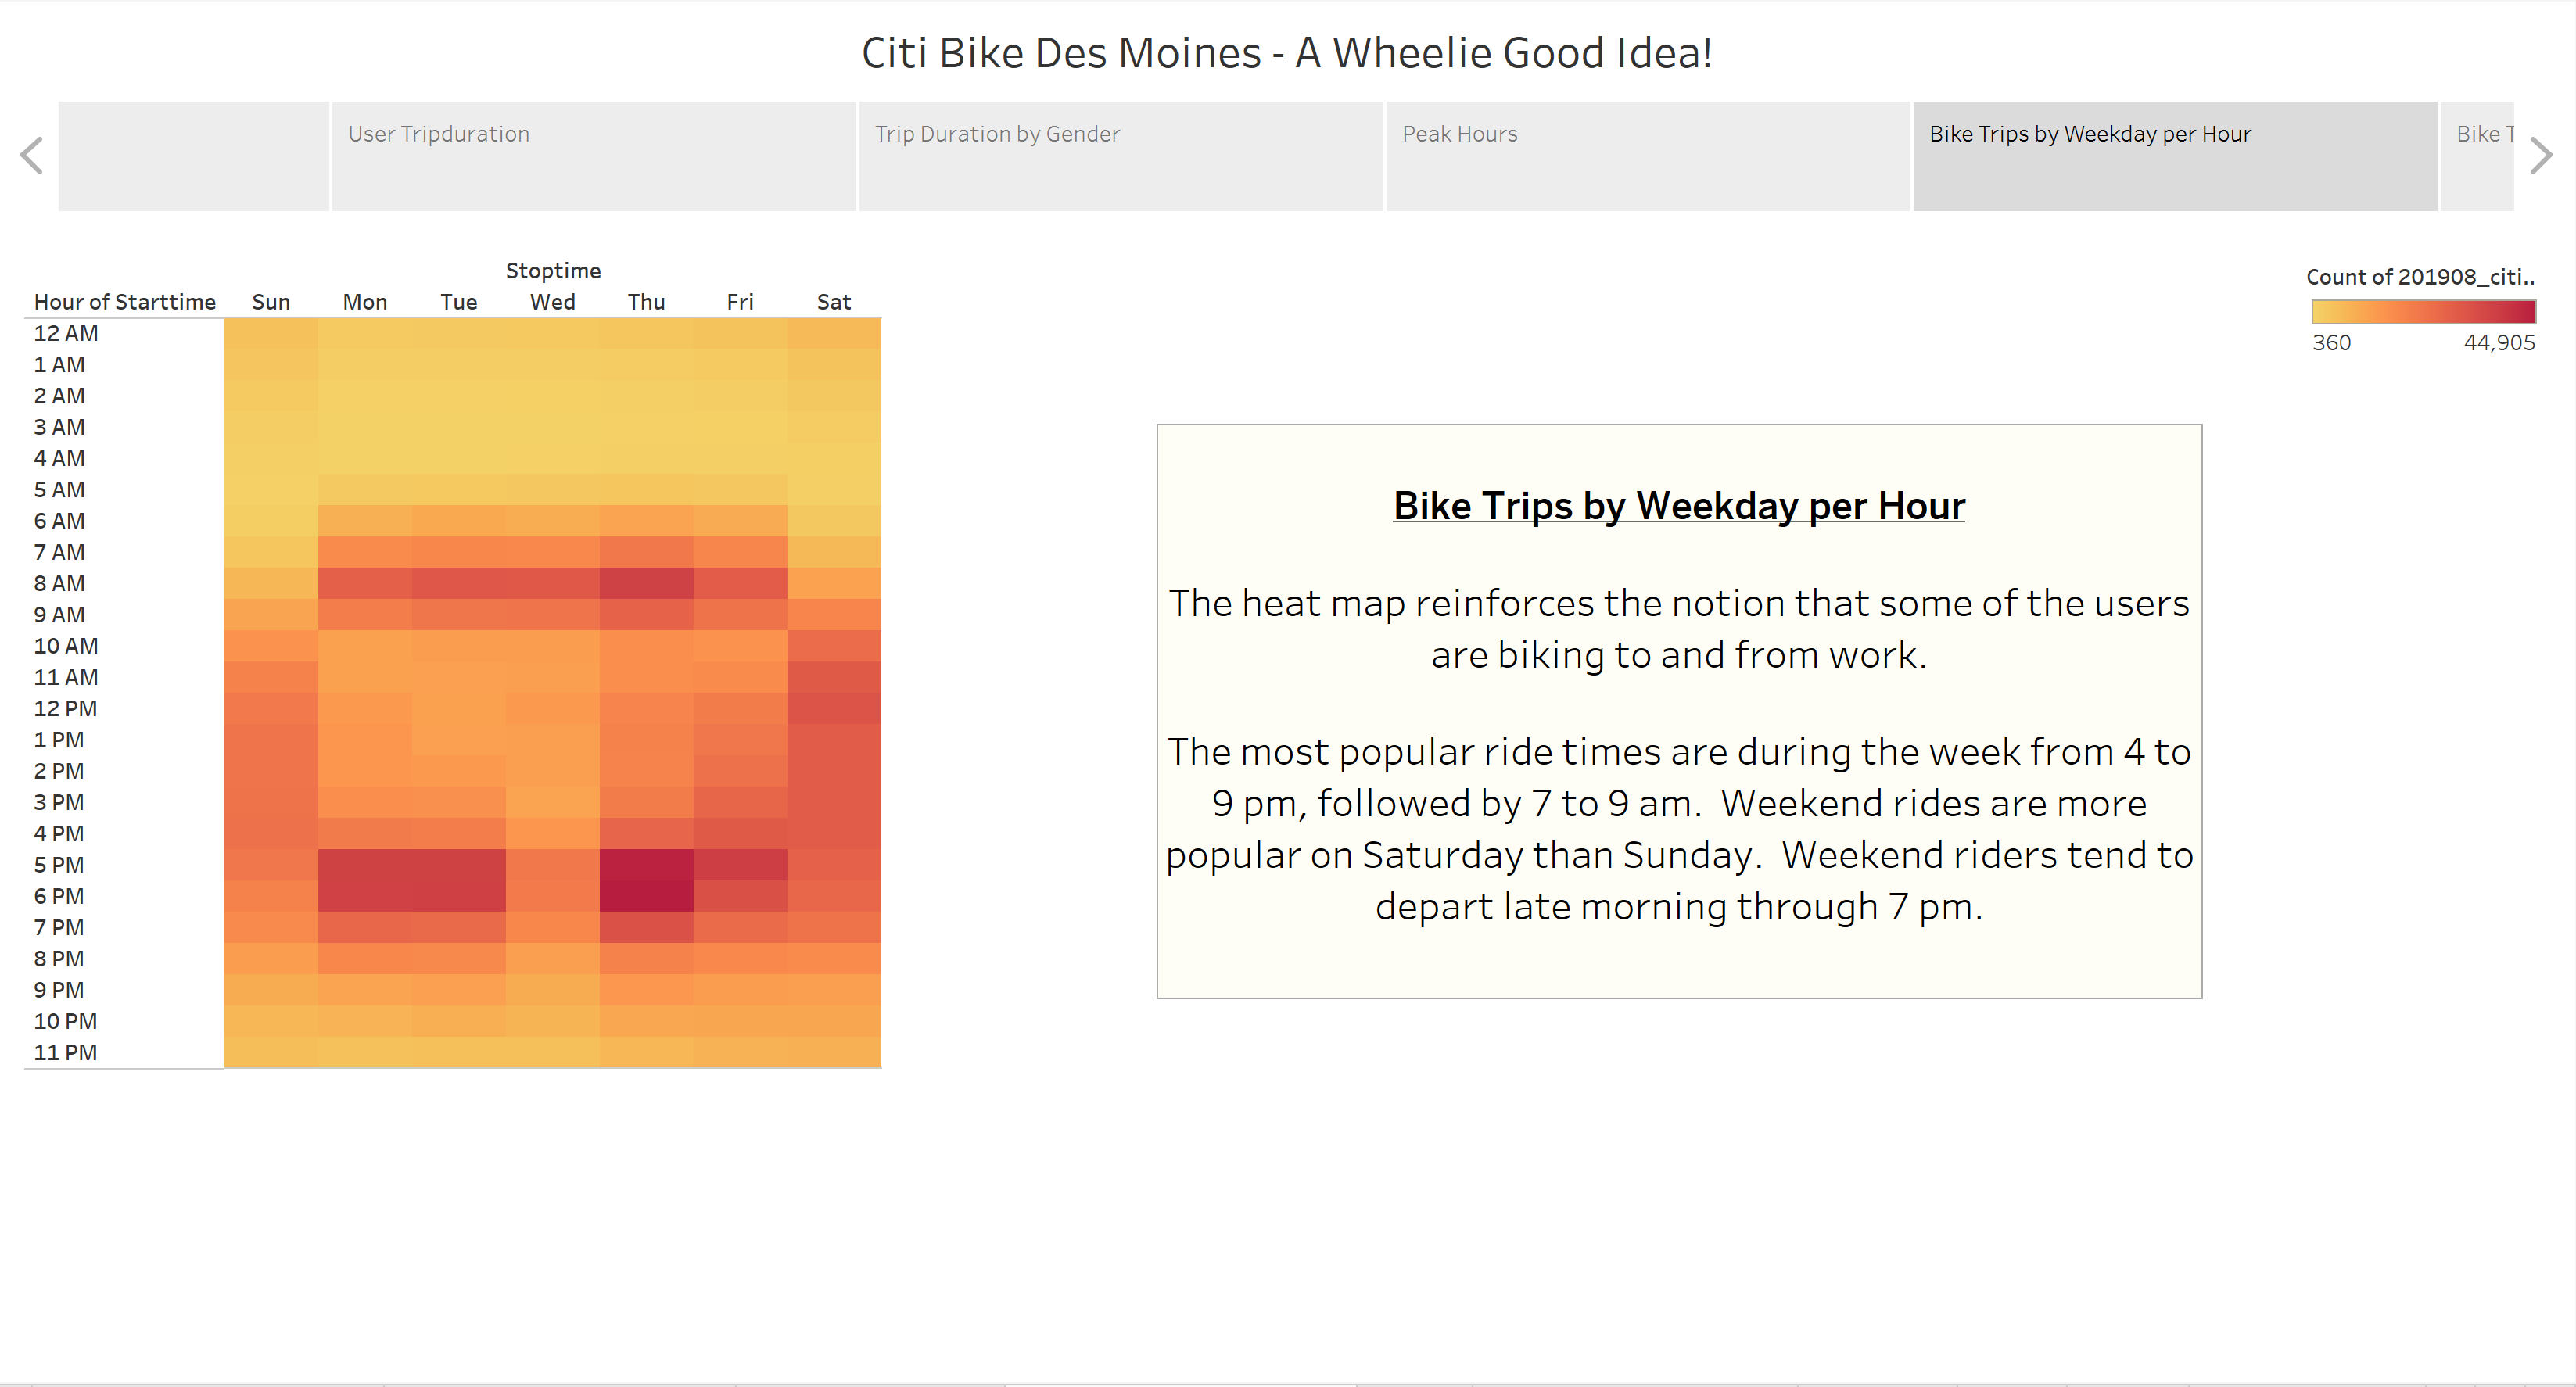 Citi Bike Des Moines - A Wheelie Good Idea!
User Tripduration
Trip Duration by Gender
Peak Hours
Bike Trips by Weekday per Hour
Bike T
Stoptime
Hour of Starttime Sun Mon Tue Wed Thu Fri Sat
12 AM
1 AM
2 AM
3 AM
4 AM
5 AM
6 AM
7 AM
8 AM
9 AM
10 AM
11 AM
12 PM
1 PM
2 PM
3 PM
4 PM
5 PM
6 PM
7 PM
8 PM
9 PM
10 PM
11 PM
Count of 201908_citi..
360 44,905
Bike Trips by Weekday per Hour
The heat map reinforces the notion that some of the users
are biking to and from work.
The most popular ride times are during the week from 4 to
9 pm, followed by 7 to 9 am. Weekend rides are more
popular on Saturday than Sunday. Weekend riders tend to
depart late morning through 7 pm.